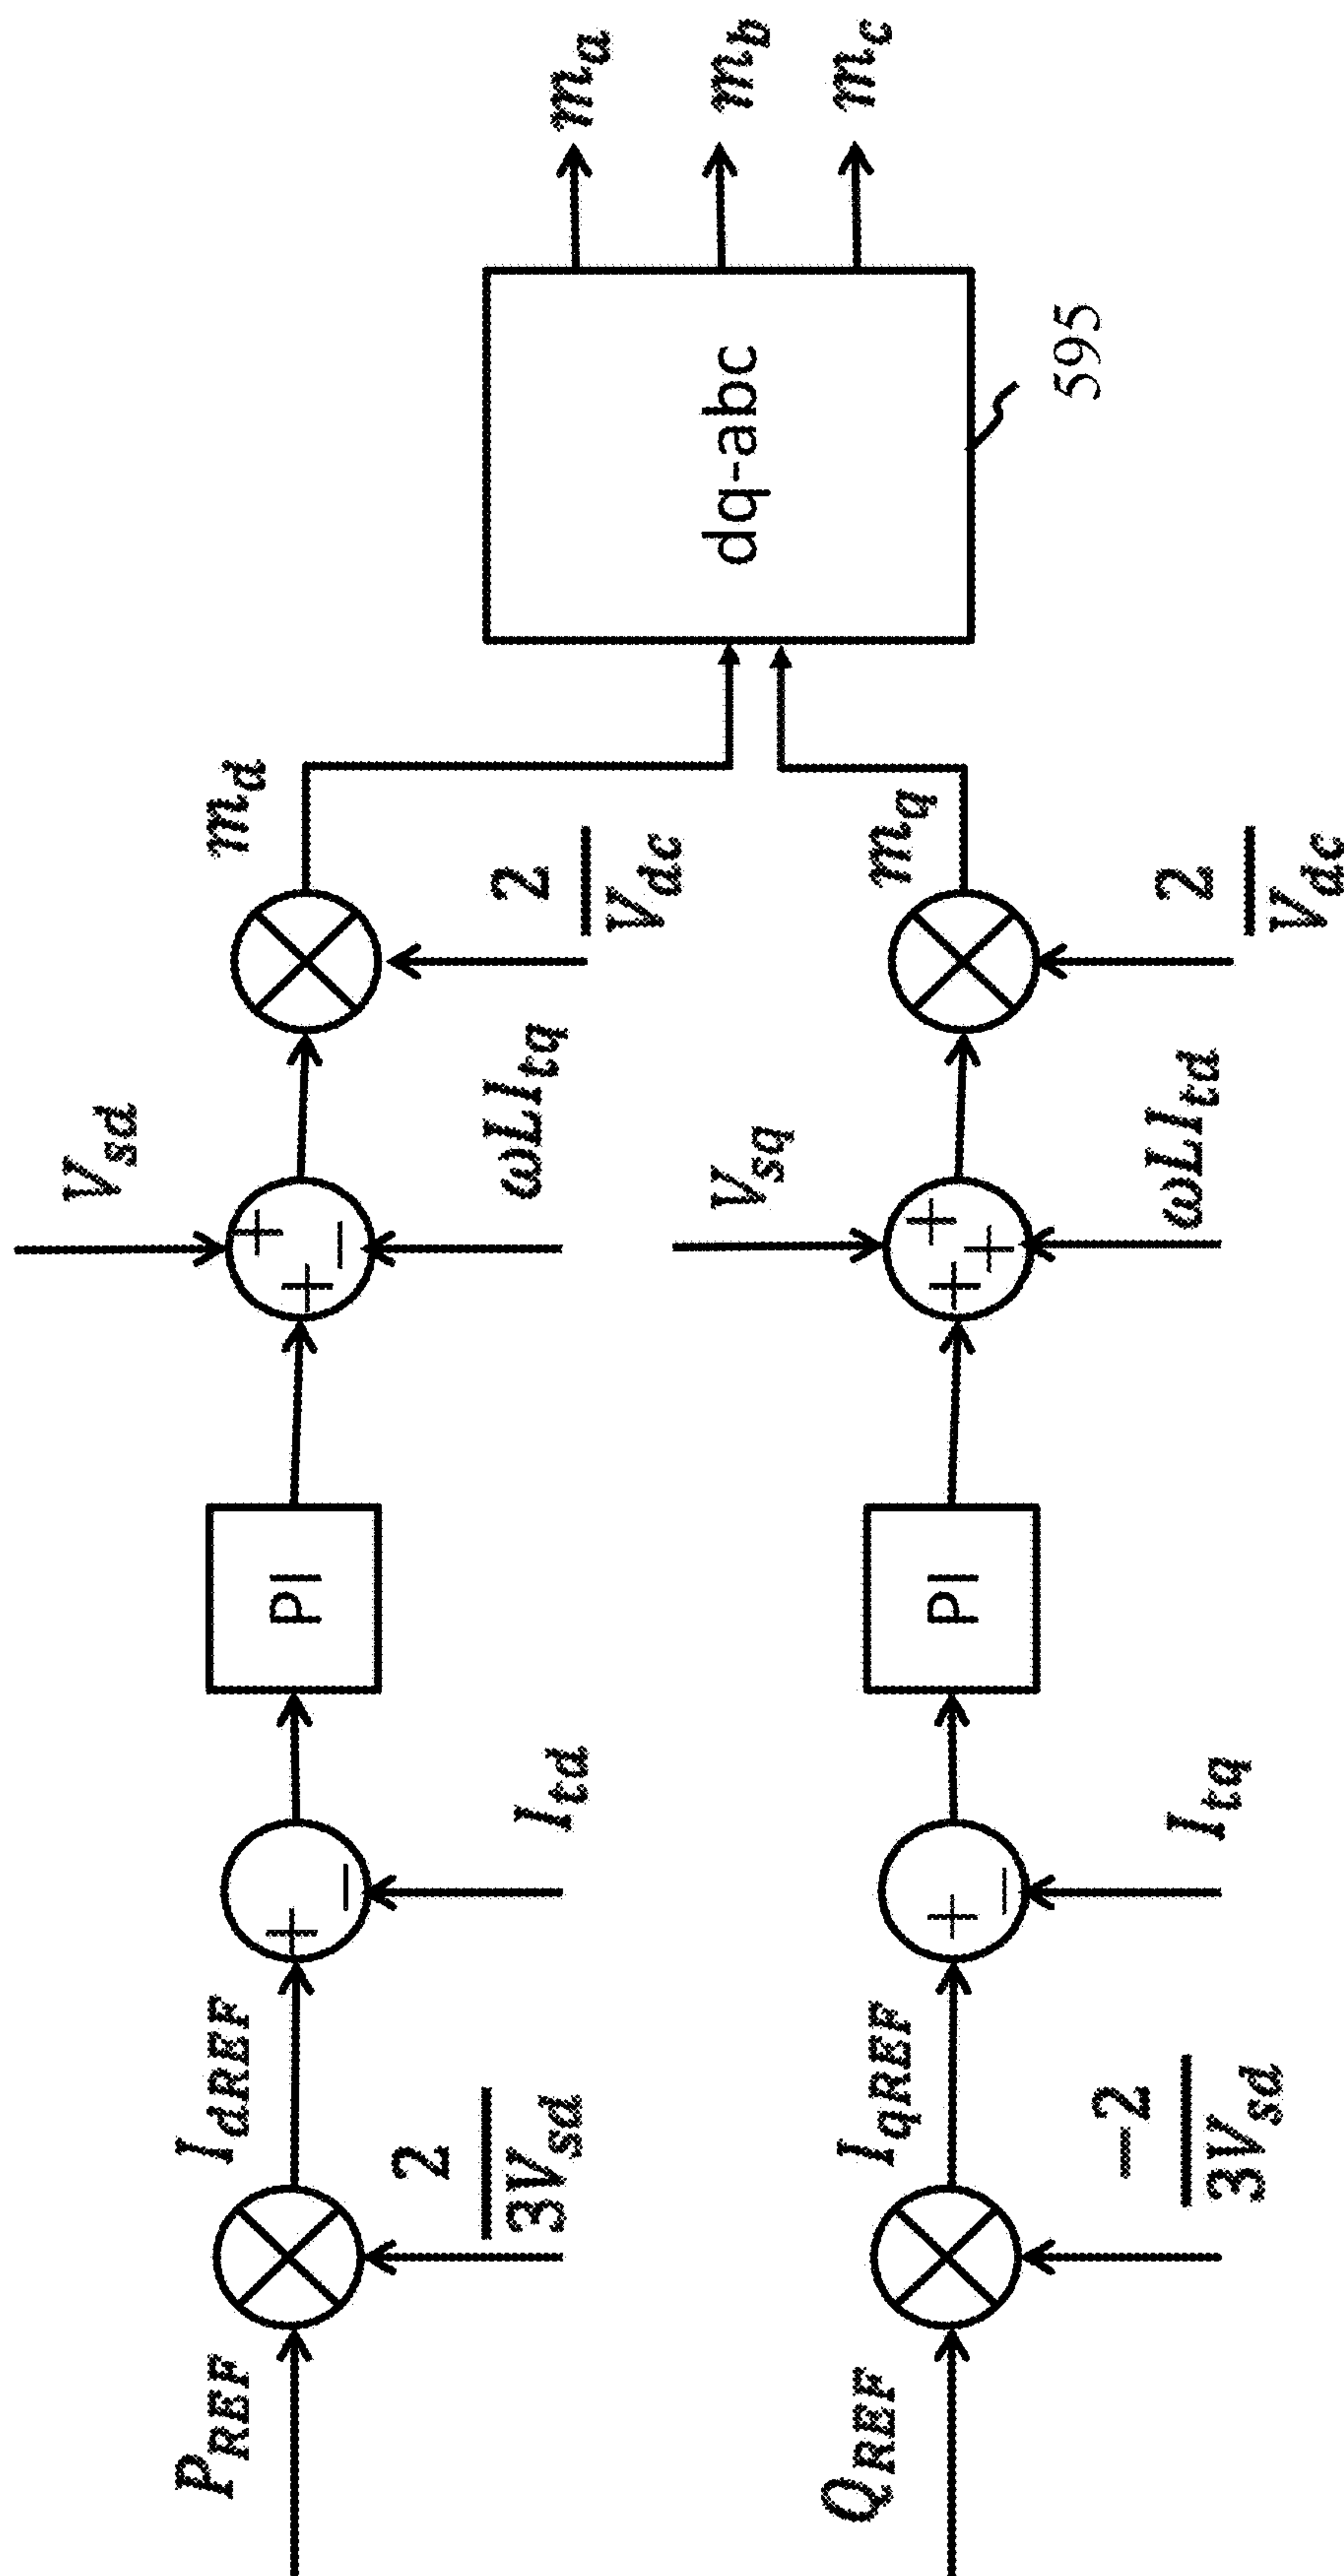 P_REF
2
3V_sd
I_dREF
+
−
I_td
PI
V_sd
+
+
−
ωLI_tq
2
V_dc
m_d
Q_REF
−2
3V_sd
I_qREF
+
−
I_tq
PI
V_sq
+
+
+
ωLI_td
2
V_dc
m_q
dq-abc
595
m_a
m_b
m_c